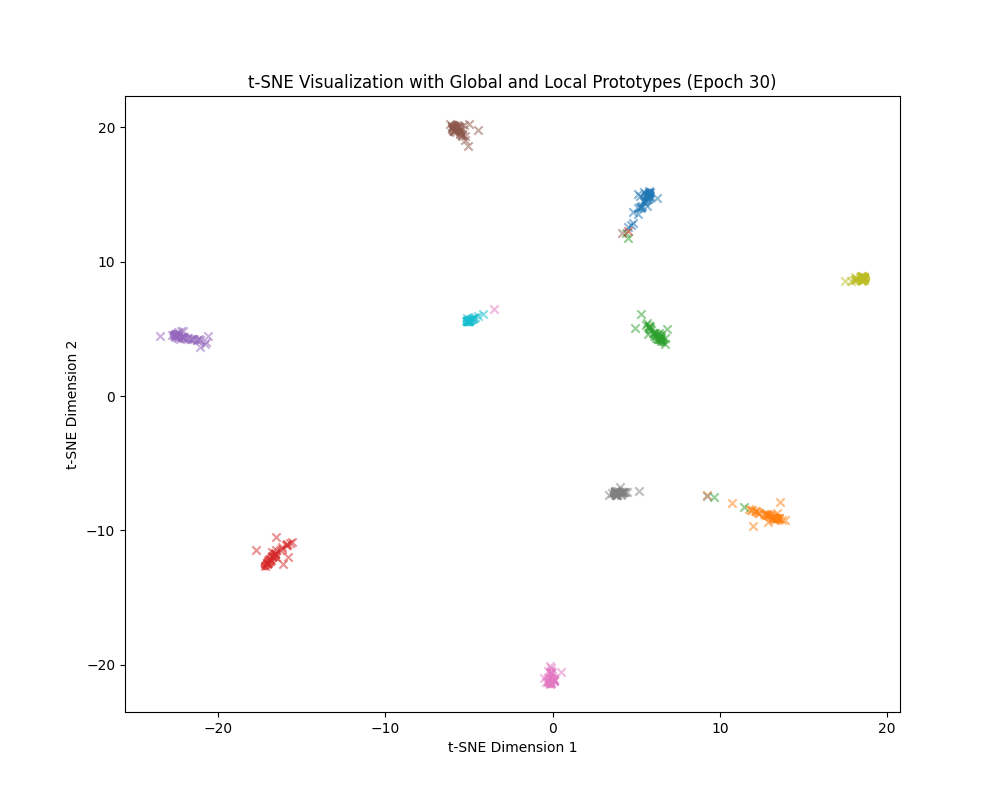 t-SNE Visualization with Global and Local Prototypes (Epoch 30)
20
10
0
−10
−20
t-SNE Dimension 2
−20 −10 0 10 20
t-SNE Dimension 1